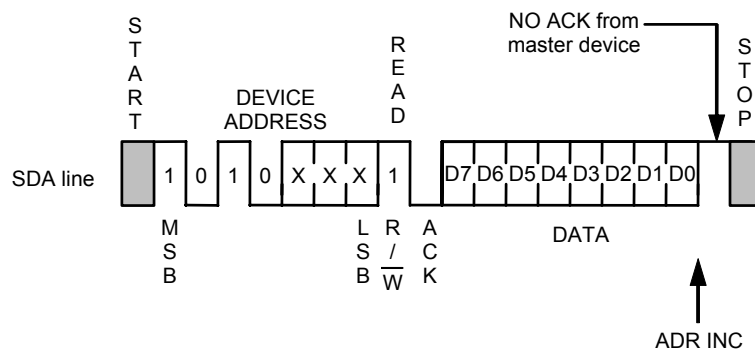 START
DEVICE
ADDRESS
READ
NO ACK from
master device
STOP
SDA line
1 0 1 0 X X X 1 D7 D6 D5 D4 D3 D2 D1 D0
MSB
LSB
R/W
ACK
DATA
ADR INC